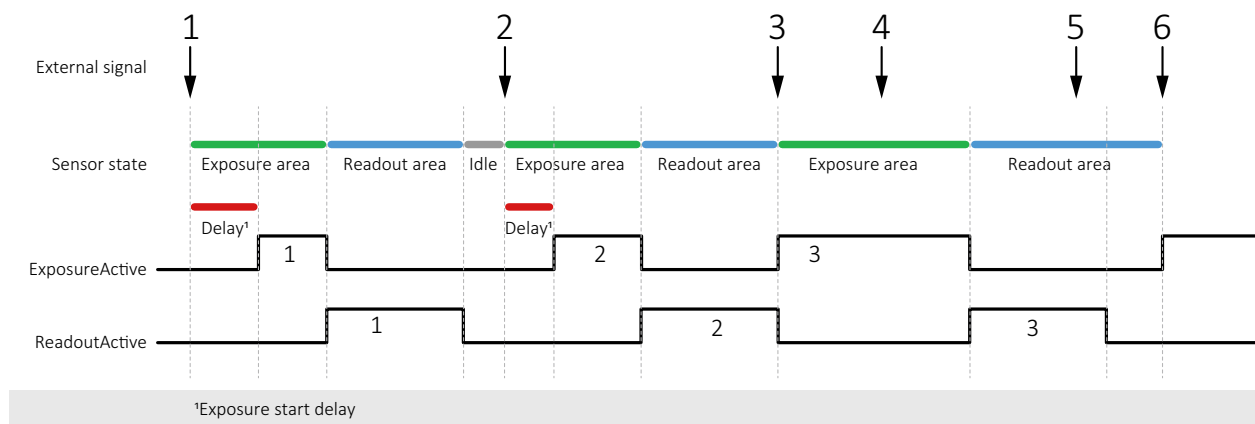 1 2 3 4 5 6
External signal
Sensor state
Exposure area Readout area Idle Exposure area Readout area Exposure area Readout area
Delay¹ Delay¹
ExposureActive 1 2 3
ReadoutActive 1 2 3
¹Exposure start delay